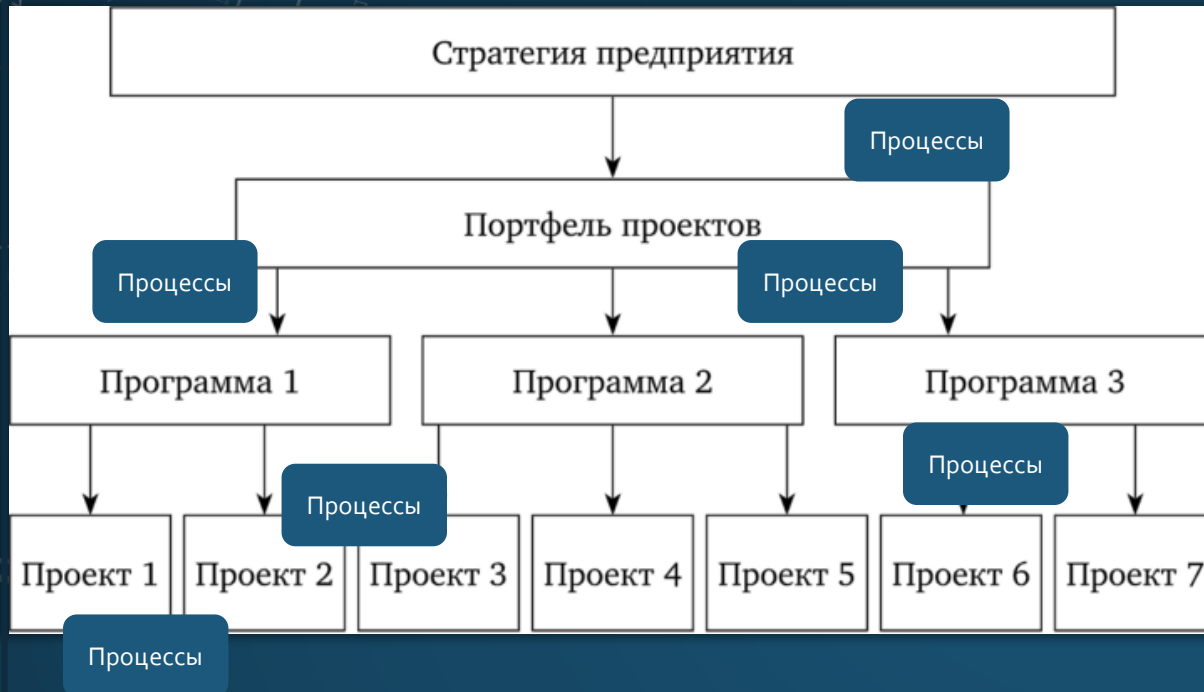 Стратегия предприятия
Процессы
Портфель проектов
Процессы
Процессы
Программа 1
Программа 2
Программа 3
Процессы
Процессы
Проект 1
Проект 2
Проект 3
Проект 4
Проект 5
Проект 6
Проект 7
Процессы